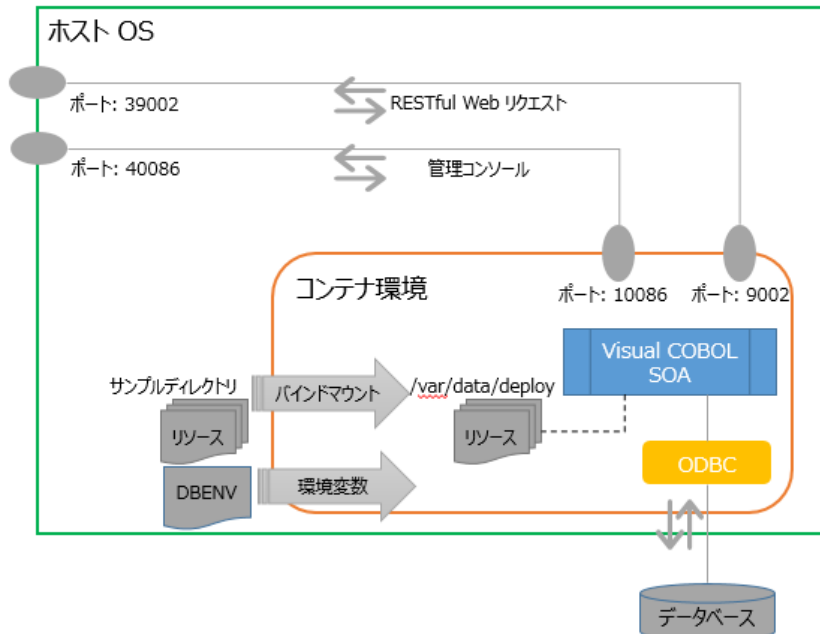 ホスト OS
ポート: 39002
RESTful Web リクエスト
ポート: 40086
管理コンソール
コンテナ環境
ポート: 10086
ポート: 9002
Visual COBOL
SOA
サンプルディレクトリ
バインドマウント
/var/data/deploy
リソース
リソース
ODBC
DBENV
環境変数
データベース